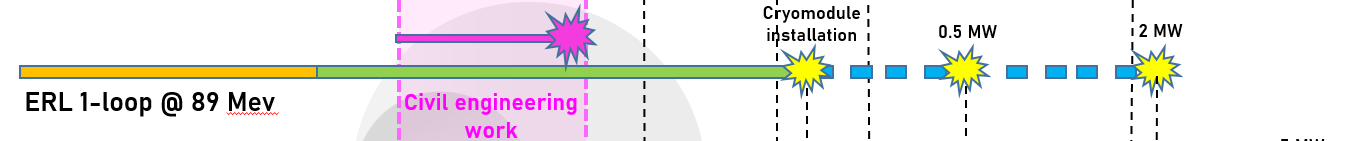 Cryomodule
installation
0.5 MW
2 MW
ERL 1-loop @ 89 Mev
Civil engineering
work